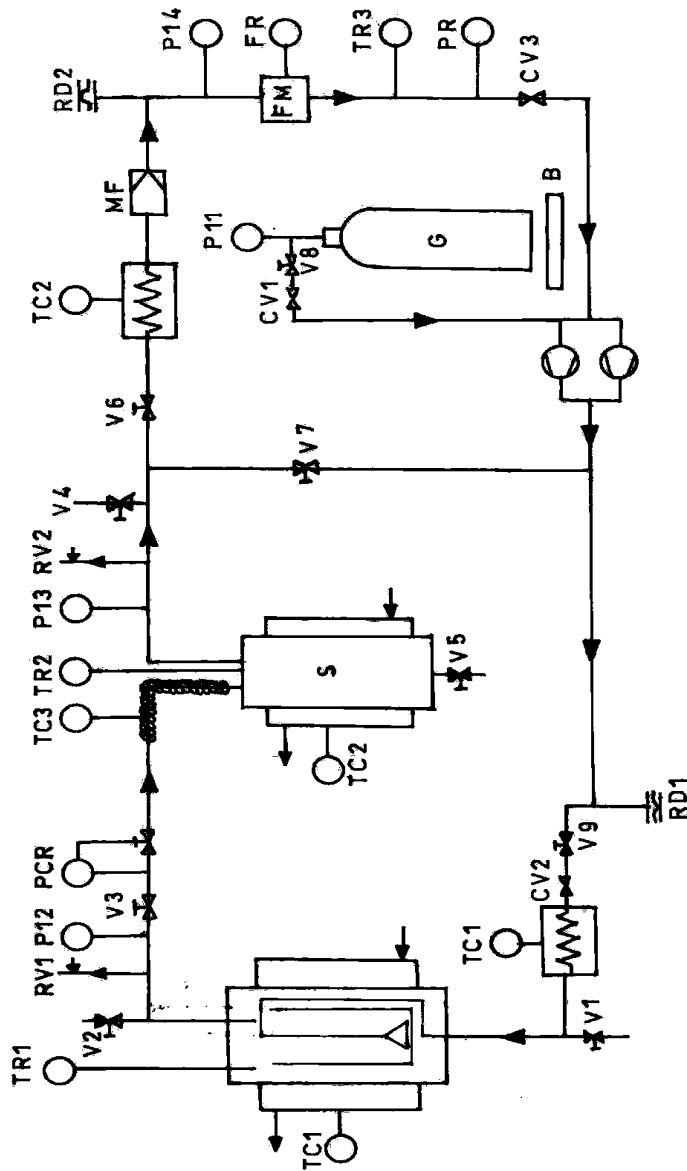 TR1
RV1
P12
PCR
TC3
TR2
P13
RV2
V4
TC2
RD2
V2
V3
V6
MF
P14
FR
FM
TR3
PR
CV3
P11
V8
CV1
G
B
V7
S
V5
TC2
TC1
TC1
CV2
V9
V1
RD1